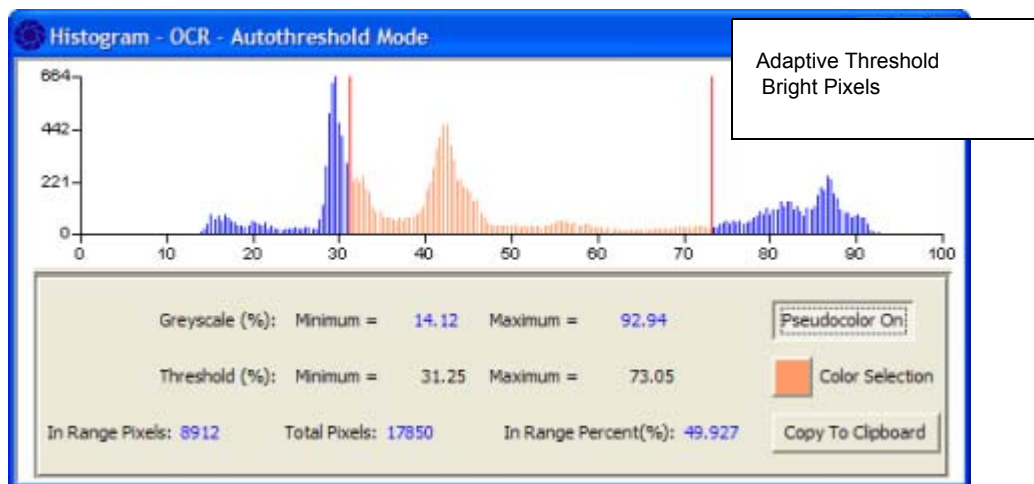 Histogram - OCR - Autothreshold Mode
Adaptive Threshold
Bright Pixels
664
442
221
0
0 10 20 30 40 50 60 70 80 90 100
Greyscale (%): Minimum = 14.12 Maximum = 92.94 Pseudocolor On
Threshold (%): Minimum = 31.25 Maximum = 73.05 Color Selection
In Range Pixels: 8912 Total Pixels: 17850 In Range Percent(%): 49.927 Copy To Clipboard